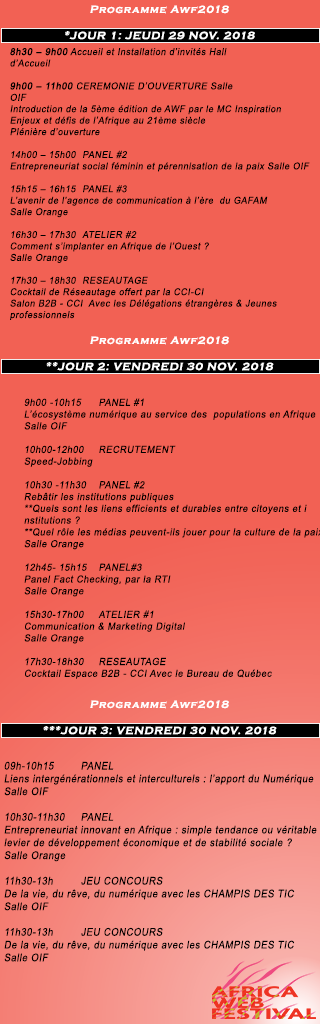 Programme Awf2018
*JOUR 1: JEUDI 29 NOV. 2018
8h30 – 9h00 Accueil et Installation d'invités Hall
d'Accueil
9h00 – 11h00 CEREMONIE D'OUVERTURE Salle
OIF
Introduction de la 5ème édition de AWF par le MC Inspiration
Enjeux et défis de l'Afrique au 21ème siècle
Plénière d'ouverture
14h00 – 15h00 PANEL #2
Entrepreneuriat social féminin et pérennisation de la paix Salle OIF
15h15 – 16h15 PANEL #3
L'avenir de l'agence de communication à l'ère du GAFAM
Salle Orange
16h30 – 17h30 ATELIER #2
Comment s'implanter en Afrique de l'Ouest ?
Salle Orange
17h30 – 18h30 RESEAUTAGE
Cocktail de Réseautage offert par la CCI-CI
Salon B2B - CCI Avec les Délégations étrangères & Jeunes
professionnels
Programme Awf2018
**JOUR 2: VENDREDI 30 NOV. 2018
9h00 -10h15 PANEL #1
L'écosystème numérique au service des populations en Afrique
Salle OIF
10h00-12h00 RECRUTEMENT
Speed-Jobbing
10h30 -11h30 PANEL #2
Rebâtir les institutions publiques
**Quels sont les liens efficients et durables entre citoyens et i
nstitutions ?
**Quel rôle les médias peuvent-ils jouer pour la culture de la paix
Salle Orange
12h45- 15h15 PANEL#3
Panel Fact Checking, par la RTI
Salle Orange
15h30-17h00 ATELIER #1
Communication & Marketing Digital
Salle Orange
17h30-18h30 RESEAUTAGE
Cocktail Espace B2B - CCI Avec le Bureau de Québec
Programme Awf2018
***JOUR 3: VENDREDI 30 NOV. 2018
09h-10h15 PANEL
Liens intergénérationnels et interculturels : l'apport du Numérique
Salle OIF
10h30-11h30 PANEL
Entrepreneuriat innovant en Afrique : simple tendance ou véritable
levier de développement économique et de stabilité sociale ?
Salle Orange
11h30-13h JEU CONCOURS
De la vie, du rêve, du numérique avec les CHAMPIS DES TIC
Salle OIF
11h30-13h JEU CONCOURS
De la vie, du rêve, du numérique avec les CHAMPIS DES TIC
Salle OIF
AFRICA
WEB
FESTIVAL